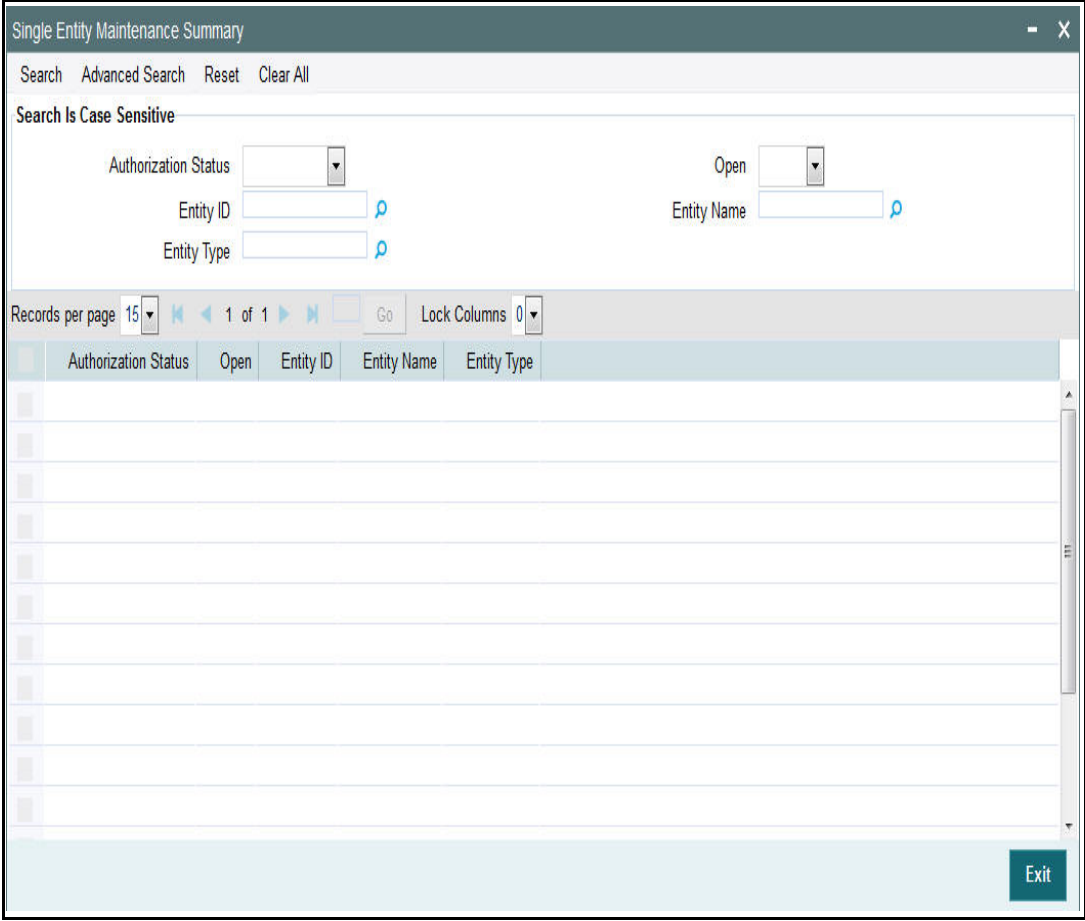 Single Entity Maintenance Summary
Search Advanced Search Reset Clear All
Search Is Case Sensitive
Authorization Status Open
Entity ID Entity Name
Entity Type
Records per page 15 1 of 1 Go Lock Columns 0
Authorization Status Open Entity ID Entity Name Entity Type
Exit